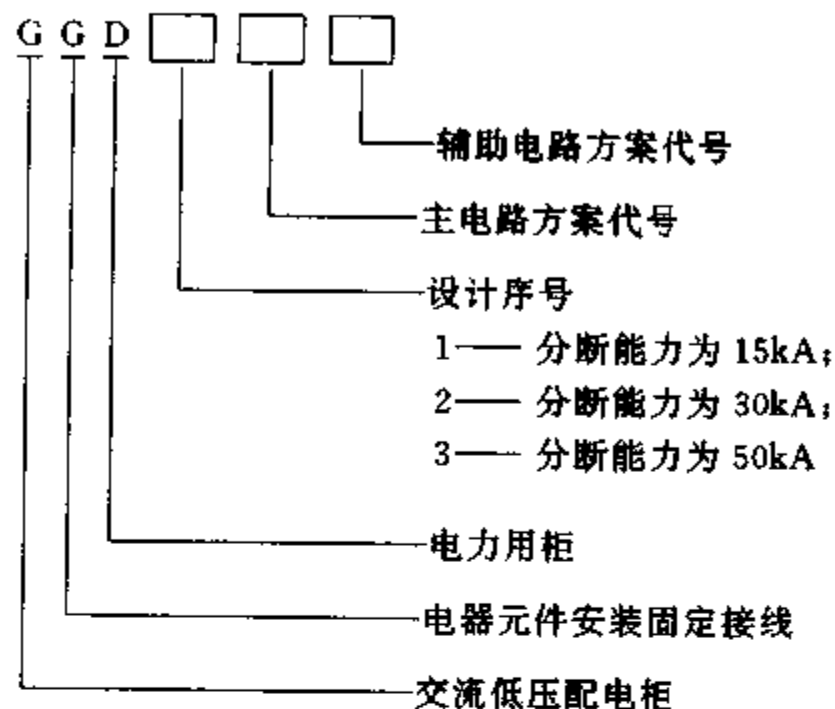 G G D
辅助电路方案代号
主电路方案代号
设计序号
1—— 分断能力为 15kA;
2—— 分断能力为 30kA;
3—— 分断能力为 50kA
电力用柜
电器元件安装固定接线
交流低压配电柜